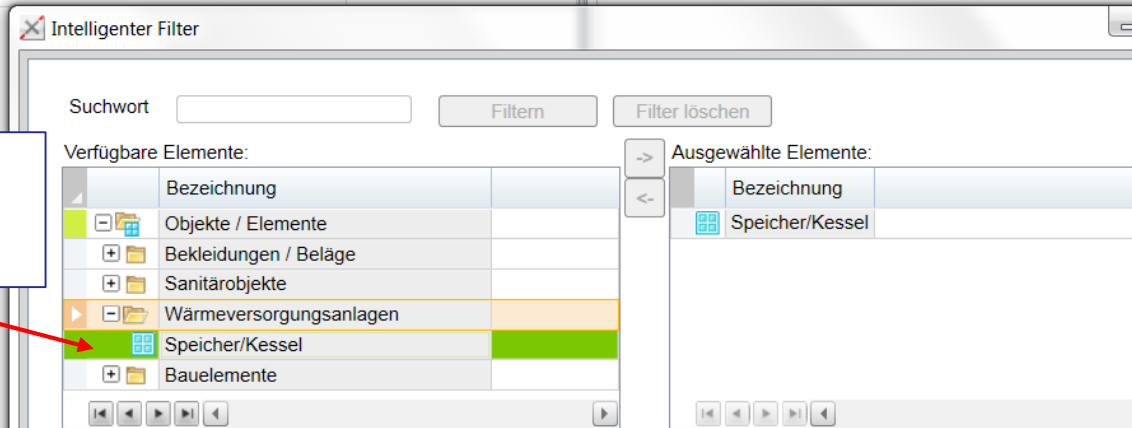 Intelligenter Filter
Suchwort
Filtern
Filter löschen
Verfügbare Elemente:
->
Ausgewählte Elemente:
<-
Bezeichnung
Bezeichnung
Objekte / Elemente
Speicher/Kessel
Bekleidungen / Beläge
Sanitärobjekte
Wärmeversorgungsanlagen
Speicher/Kessel
Bauelemente